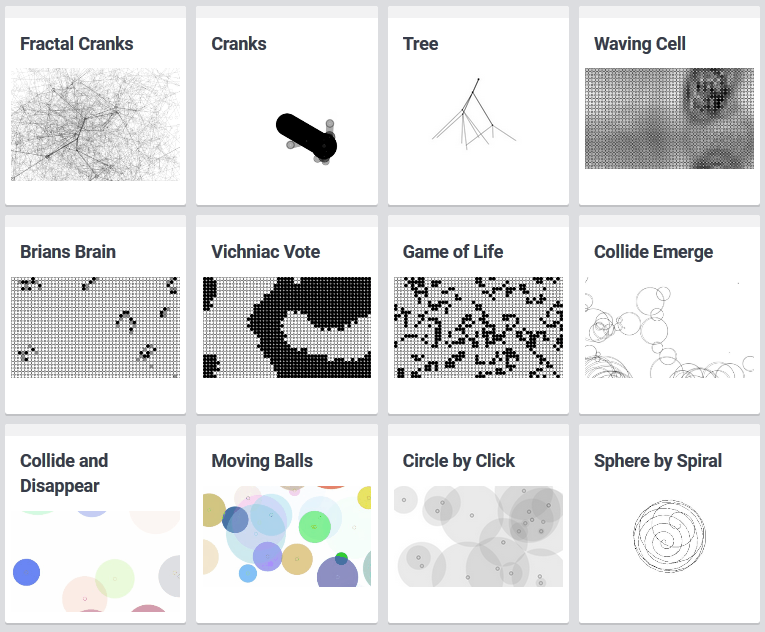 Fractal Cranks
Cranks
Tree
Waving Cell
Brians Brain
Vichniac Vote
Game of Life
Collide Emerge
Collide and
Disappear
Moving Balls
Circle by Click
Sphere by Spiral